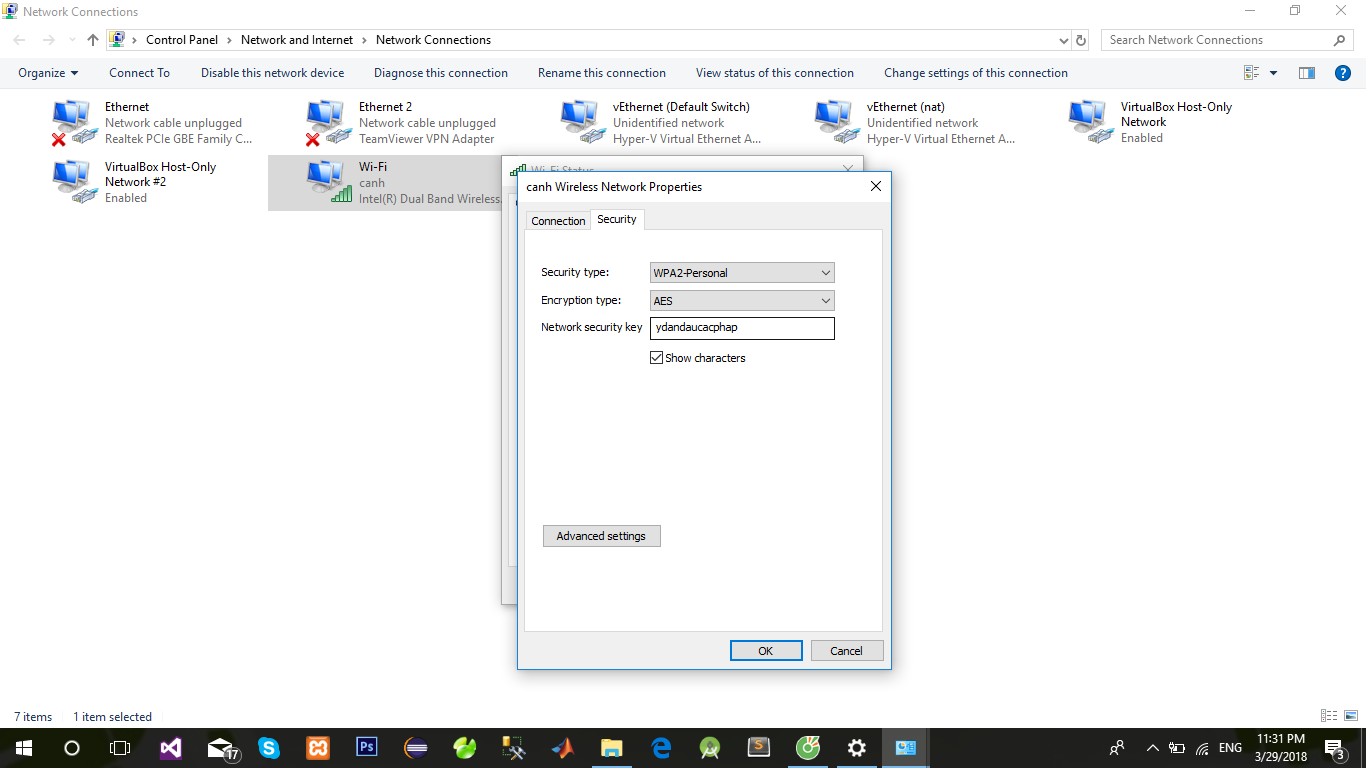 Network Connections
Control Panel > Network and Internet > Network Connections
Search Network Connections
Organize Connect To Disable this network device Diagnose this connection Rename this connection View status of this connection Change settings of this connection
Ethernet
Network cable unplugged
Realtek PCIe GBE Family C...
Ethernet 2
Network cable unplugged
TeamViewer VPN Adapter
vEthernet (Default Switch)
Unidentified network
Hyper-V Virtual Ethernet A...
vEthernet (nat)
Unidentified network
Hyper-V Virtual Ethernet A...
VirtualBox Host-Only
Network
Enabled
VirtualBox Host-Only
Network #2
Enabled
Wi-Fi
canh
Intel(R) Dual Band Wireless
Wi-Fi Status
canh Wireless Network Properties
Connection Security
Security type: WPA2-Personal
Encryption type: AES
Network security key ydandaucacphap
Show characters
Advanced settings
OK Cancel
7 items 1 item selected
17
Ps
ENG
11:31 PM
3/29/2018
3